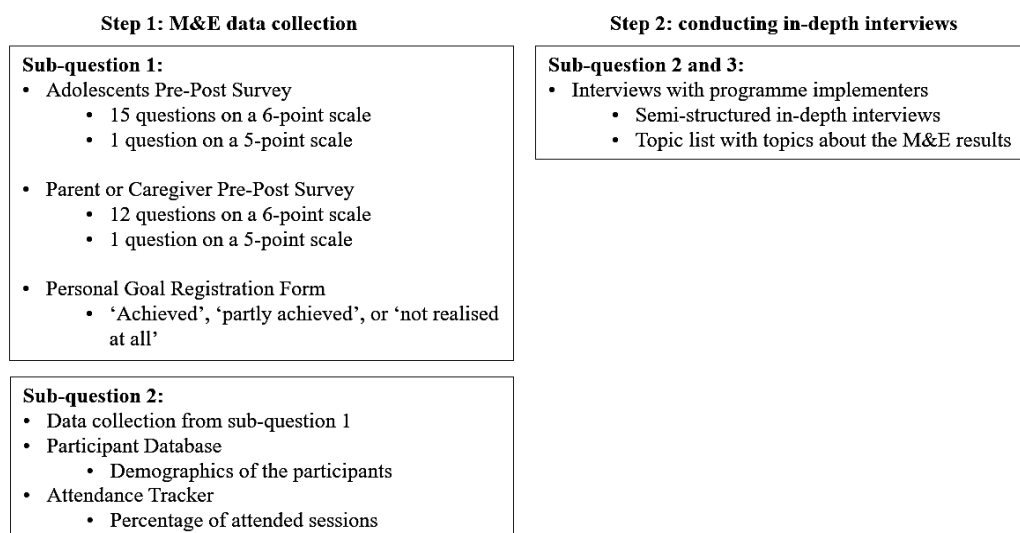 Step 1: M&E data collection
Sub-question 1:
• Adolescents Pre-Post Survey
• 15 questions on a 6-point scale
• 1 question on a 5-point scale
• Parent or Caregiver Pre-Post Survey
• 12 questions on a 6-point scale
• 1 question on a 5-point scale
• Personal Goal Registration Form
• ‘Achieved’, ‘partly achieved’, or ‘not realised
at all’
Sub-question 2:
• Data collection from sub-question 1
• Participant Database
• Demographics of the participants
• Attendance Tracker
• Percentage of attended sessions
Step 2: conducting in-depth interviews
Sub-question 2 and 3:
• Interviews with programme implementers
• Semi-structured in-depth interviews
• Topic list with topics about the M&E results